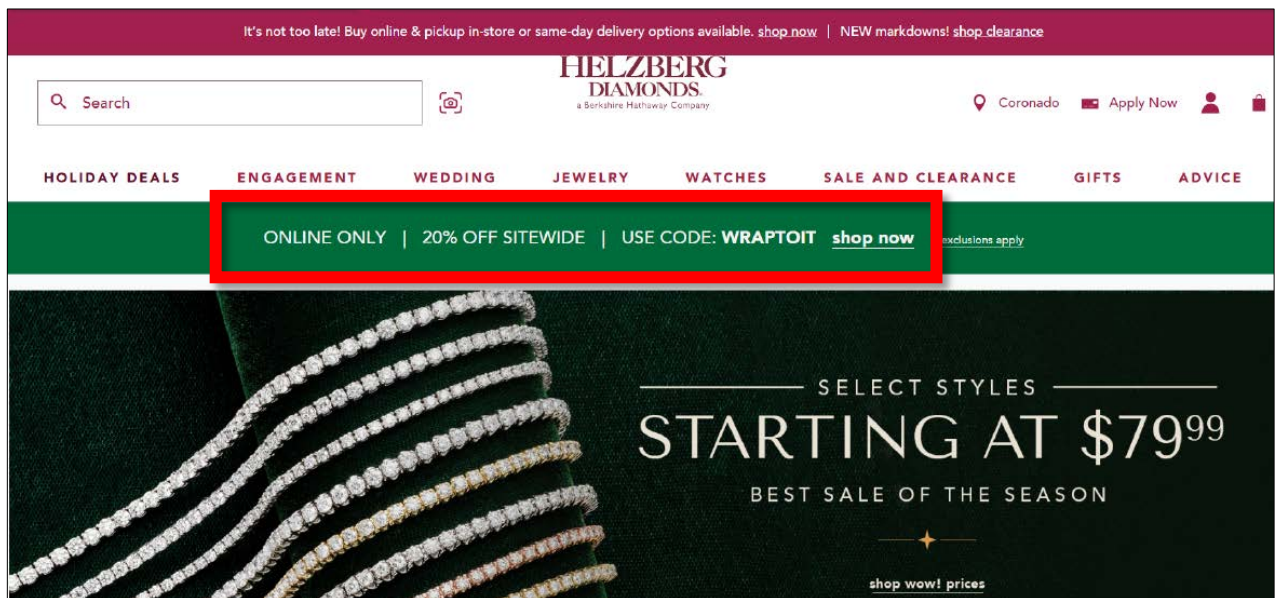 It's not too late! Buy online & pickup in-store or same-day delivery options available. shop now | NEW markdowns! shop clearance
HELZBERG
DIAMONDS.
a Berkshire Hathaway Company
Search
Coronado Apply Now
HOLIDAY DEALS ENGAGEMENT WEDDING JEWELRY WATCHES SALE AND CLEARANCE GIFTS ADVICE
ONLINE ONLY | 20% OFF SITEWIDE | USE CODE: WRAPTOIT shop now exclusions apply
SELECT STYLES
STARTING AT $79⁹⁹
BEST SALE OF THE SEASON
shop wow! prices